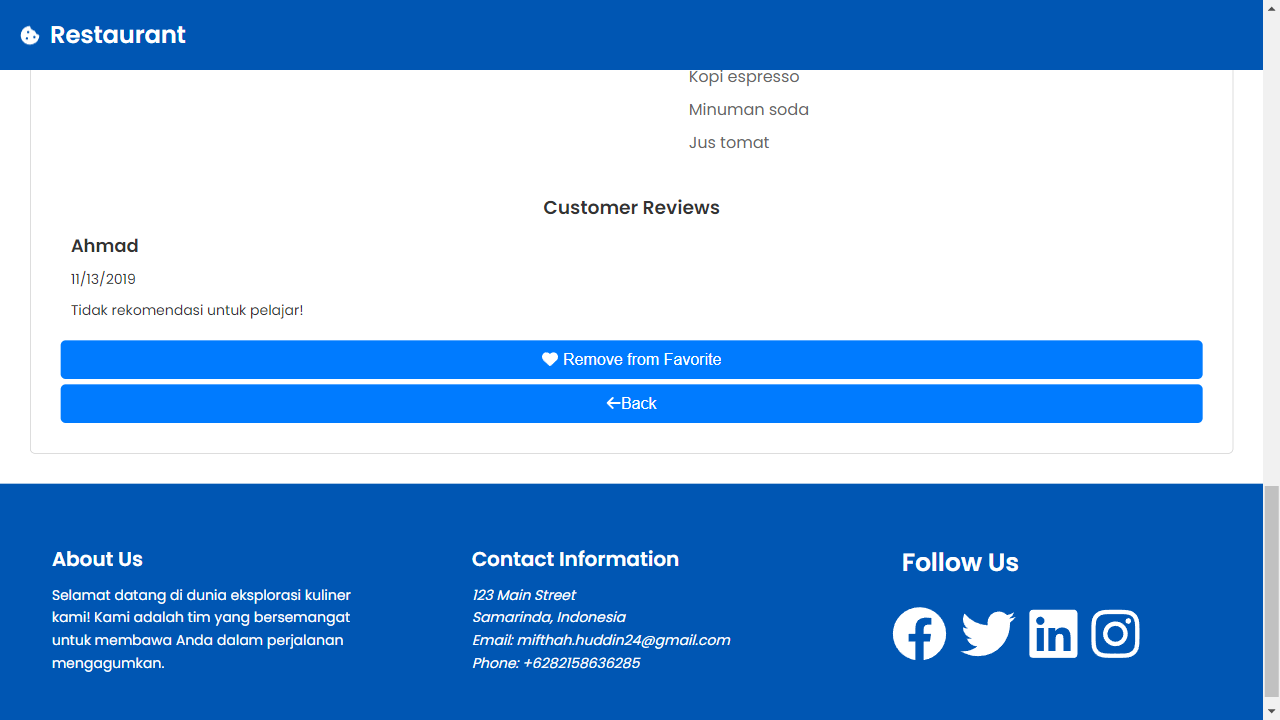 Restaurant
Kopi espresso
Minuman soda
Jus tomat
Customer Reviews
Ahmad
11/13/2019
Tidak rekomendasi untuk pelajar!
Remove from Favorite
Back
About Us
Selamat datang di dunia eksplorasi kuliner
kami! Kami adalah tim yang bersemangat
untuk membawa Anda dalam perjalanan
mengagumkan.
Contact Information
123 Main Street
Samarinda, Indonesia
Email: mifthah.huddin24@gmail.com
Phone: +6282158636285
Follow Us